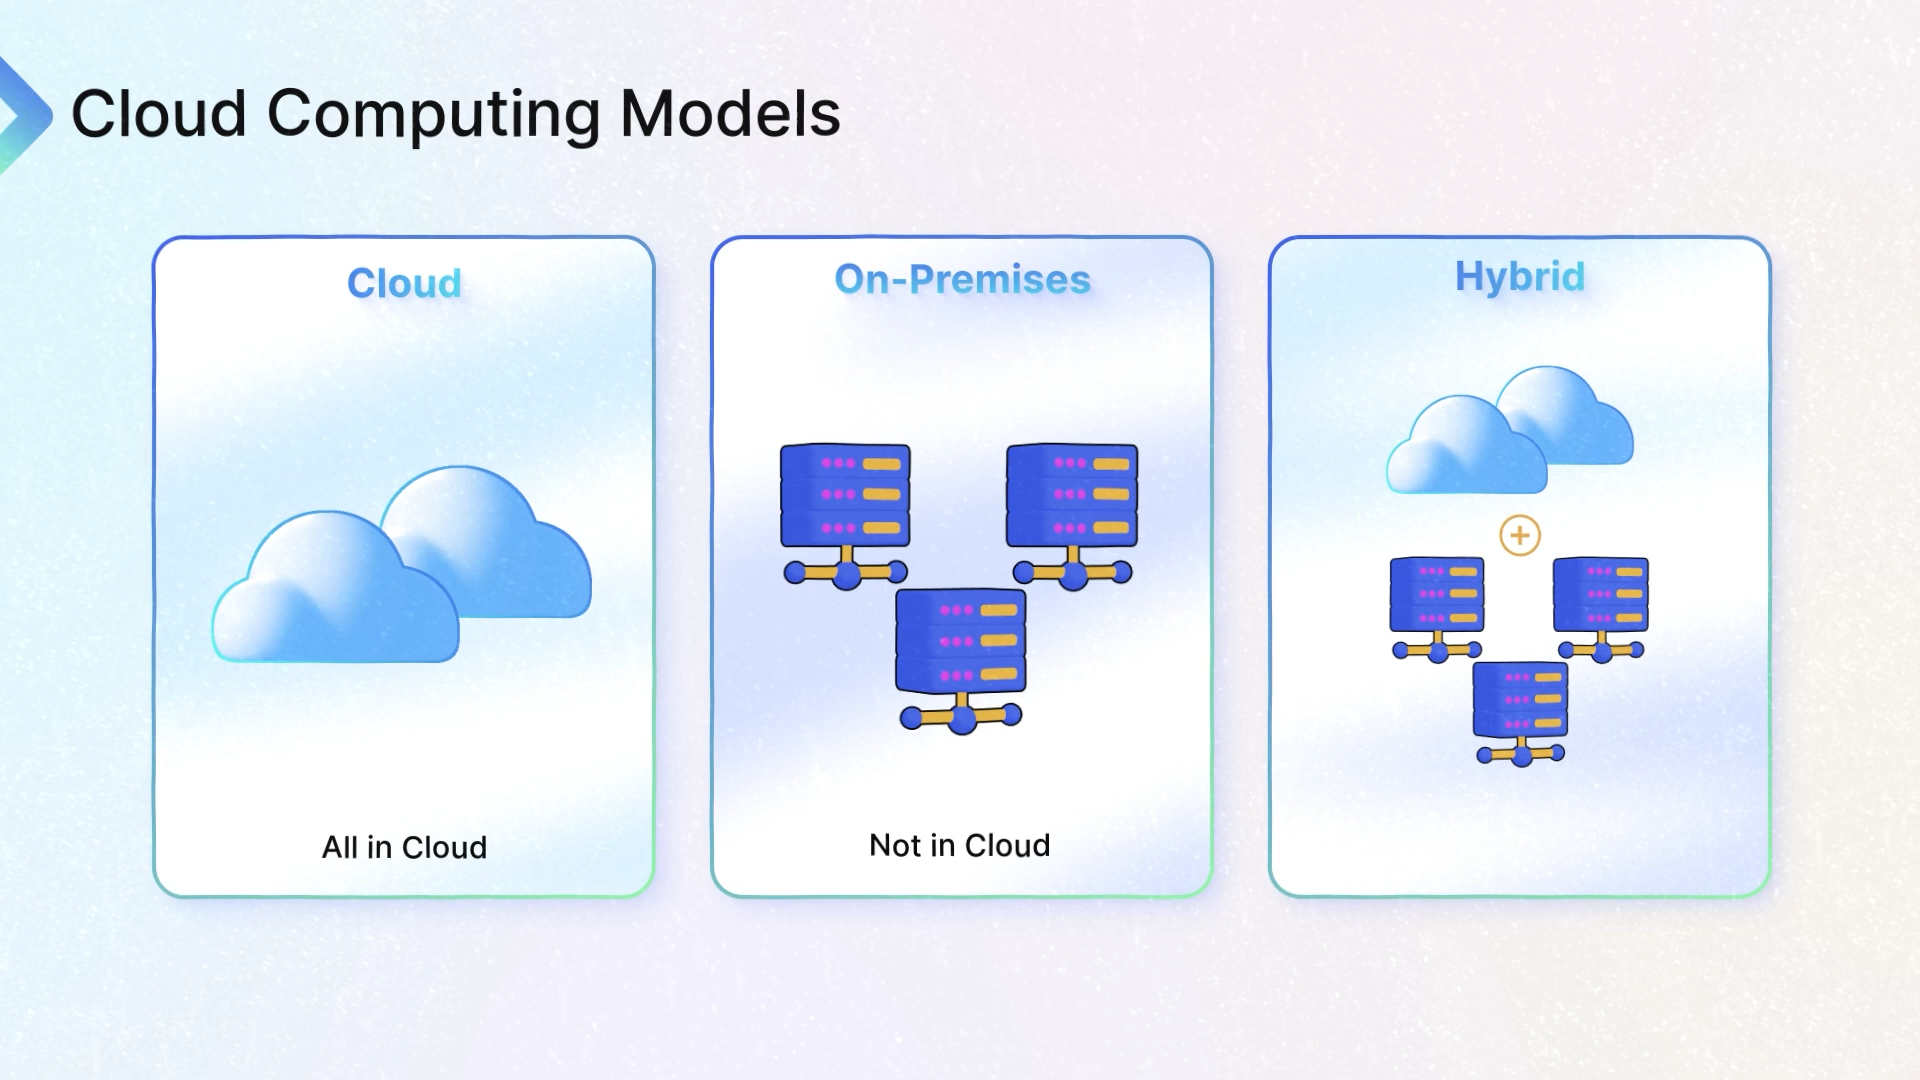 Cloud Computing Models
Cloud
On-Premises
Hybrid
All in Cloud
Not in Cloud